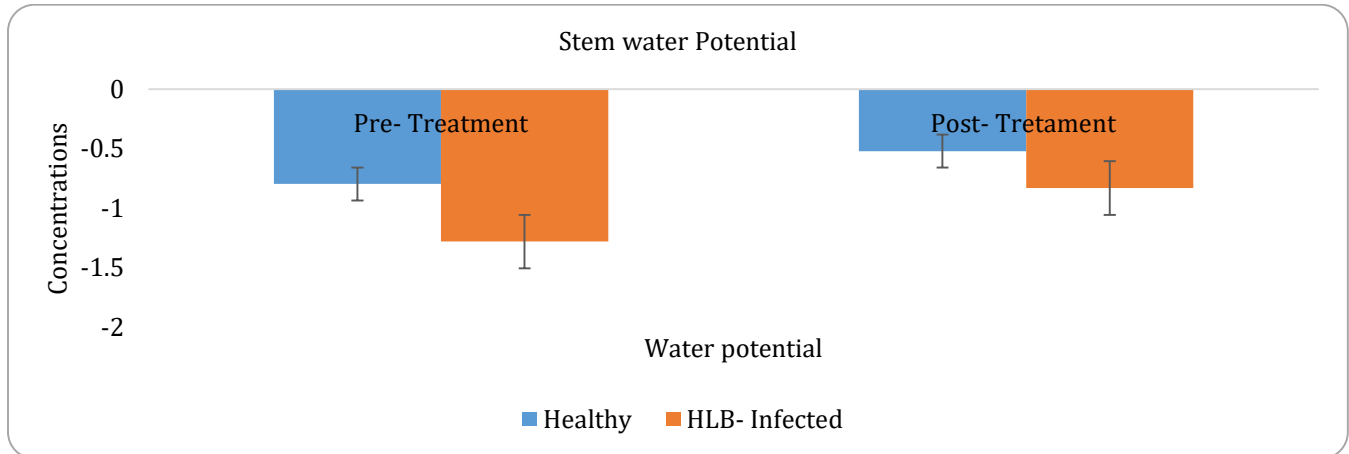 Stem water Potential
Concentrations
0
-0.5
-1
-1.5
-2
Pre- Treatment
Post- Tretament
Water potential
Healthy HLB- Infected